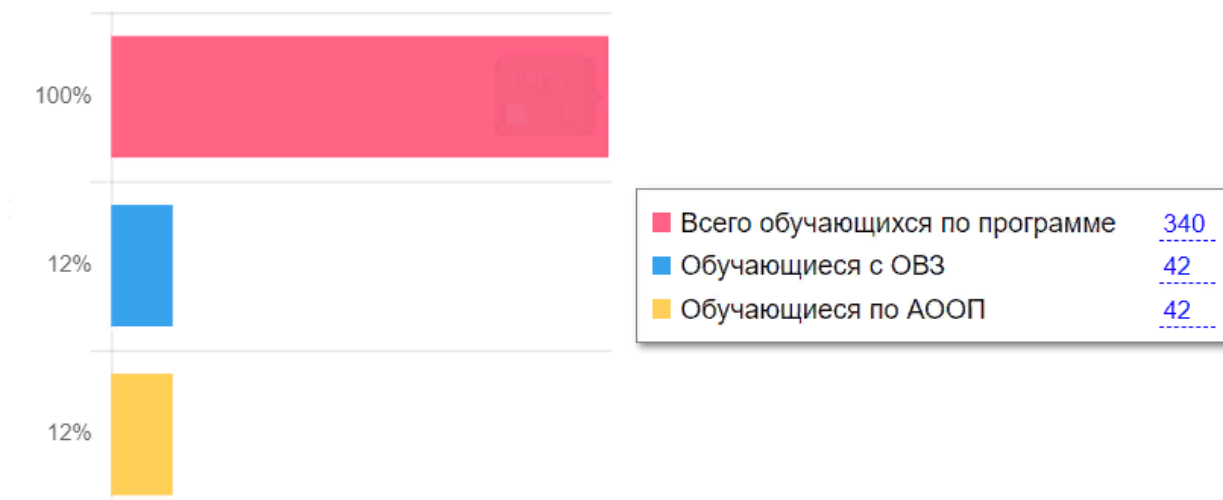 100%
12%
12%
Всего обучающихся по программе 340
Обучающиеся с ОВЗ 42
Обучающиеся по АООП 42